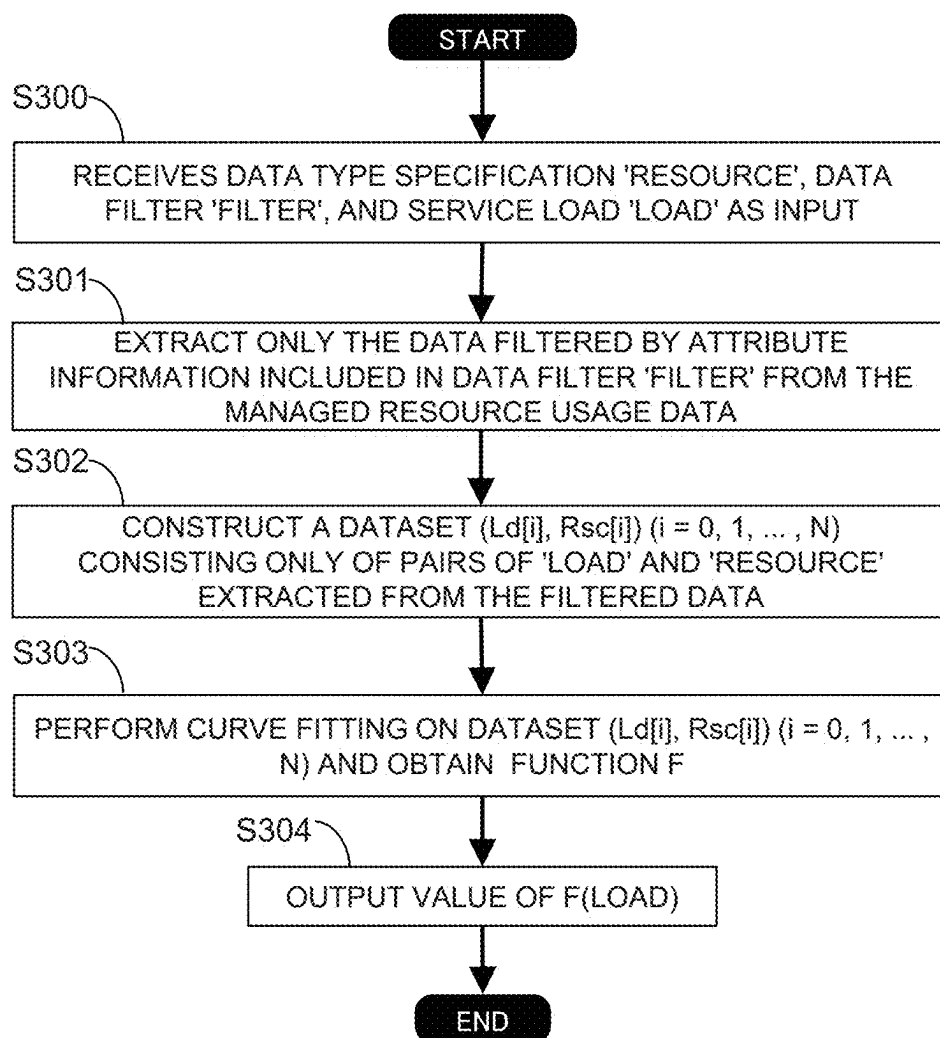 START
S300
RECEIVES DATA TYPE SPECIFICATION 'RESOURCE', DATA
FILTER 'FILTER', AND SERVICE LOAD 'LOAD' AS INPUT
S301
EXTRACT ONLY THE DATA FILTERED BY ATTRIBUTE
INFORMATION INCLUDED IN DATA FILTER 'FILTER' FROM THE
MANAGED RESOURCE USAGE DATA
S302
CONSTRUCT A DATASET (Ld[i], Rsc[i]) (i = 0, 1, ... , N)
CONSISTING ONLY OF PAIRS OF 'LOAD' AND 'RESOURCE'
EXTRACTED FROM THE FILTERED DATA
S303
PERFORM CURVE FITTING ON DATASET (Ld[i], Rsc[i]) (i = 0, 1, ... ,
N) AND OBTAIN FUNCTION F
S304
OUTPUT VALUE OF F(LOAD)
END